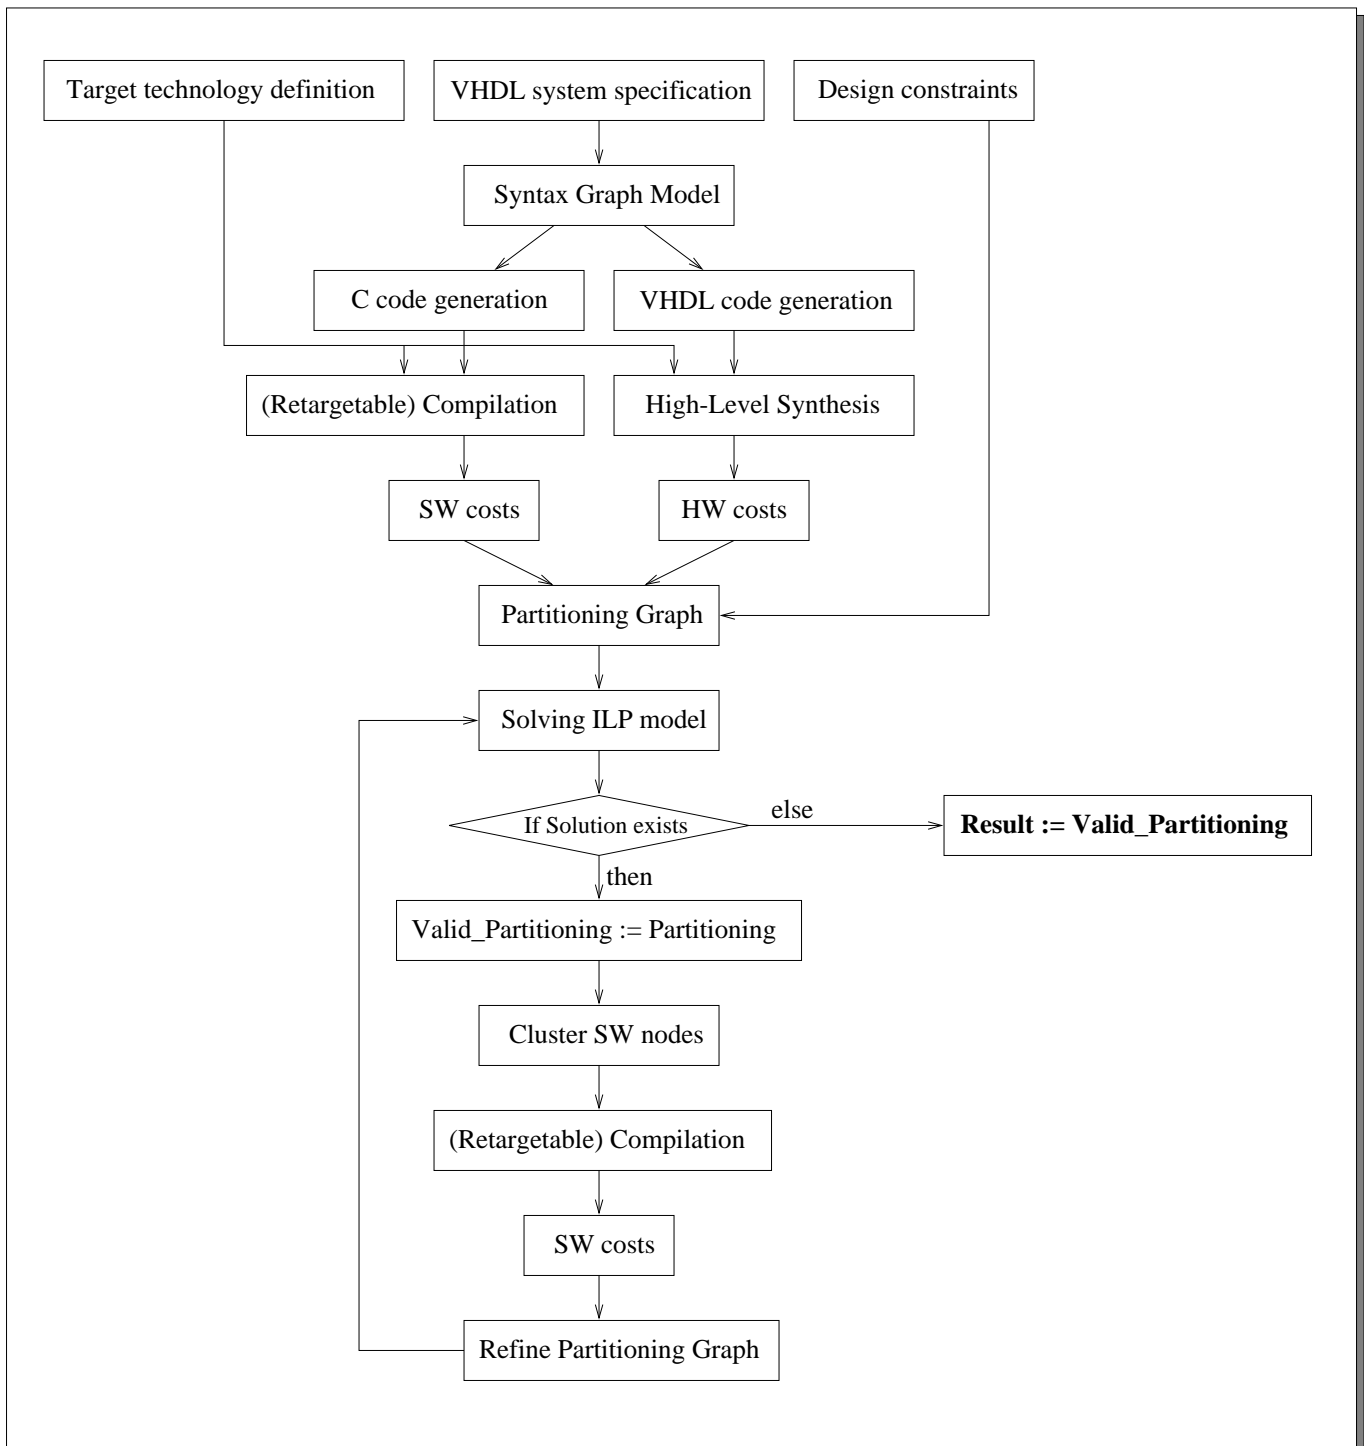 Target technology definition
VHDL system specification
Design constraints
Syntax Graph Model
C code generation
VHDL code generation
(Retargetable) Compilation
High-Level Synthesis
SW costs
HW costs
Partitioning Graph
Solving ILP model
If Solution exists
else
Result := Valid_Partitioning
then
Valid_Partitioning := Partitioning
Cluster SW nodes
(Retargetable) Compilation
SW costs
Refine Partitioning Graph